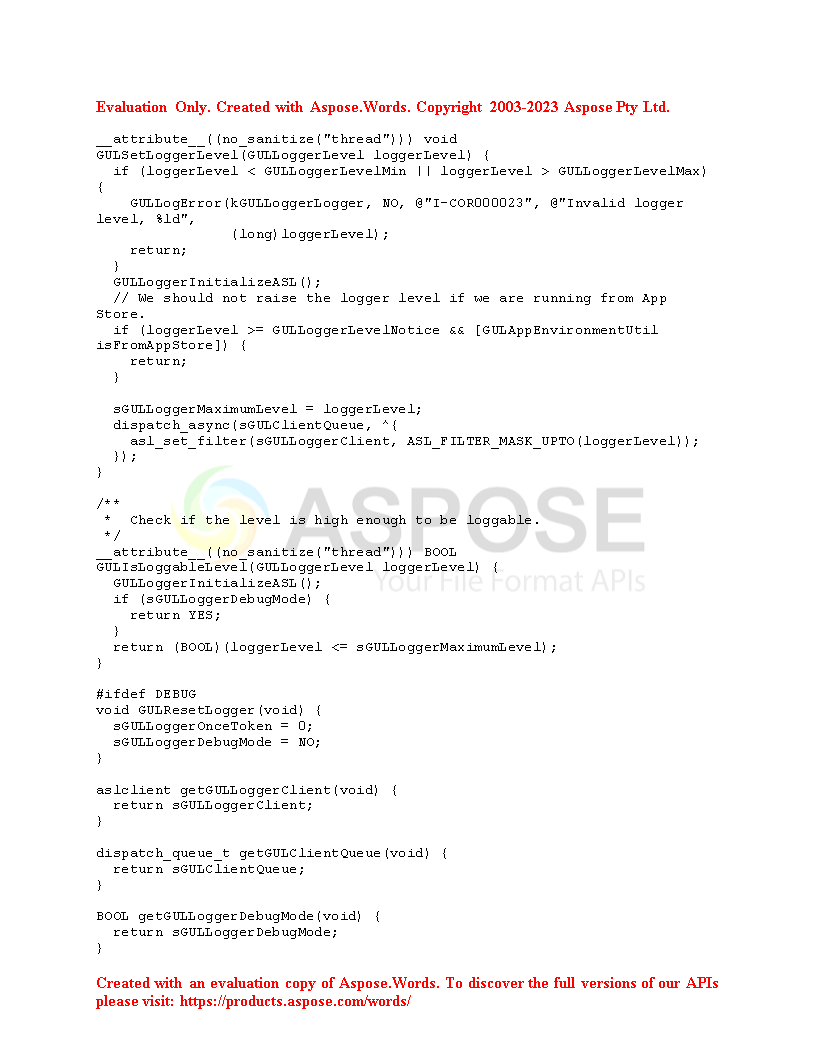 Evaluation Only. Created with Aspose.Words. Copyright 2003-2023 Aspose Pty Ltd.
__attribute__((no_sanitize("thread"))) void
GULSetLoggerLevel(GULLoggerLevel loggerLevel) {
  if (loggerLevel < GULLoggerLevelMin || loggerLevel > GULLoggerLevelMax)
{
    GULLogError(kGULLoggerLogger, NO, @"I-COR000023", @"Invalid logger
level, %ld",
                (long)loggerLevel);
    return;
  }
  GULLoggerInitializeASL();
  // We should not raise the logger level if we are running from App
Store.
  if (loggerLevel >= GULLoggerLevelNotice && [GULAppEnvironmentUtil
isFromAppStore]) {
    return;
  }

  sGULLoggerMaximumLevel = loggerLevel;
  dispatch_async(sGULClientQueue, ^{
    asl_set_filter(sGULLoggerClient, ASL_FILTER_MASK_UPTO(loggerLevel));
  });
}

/**
 *  Check if the level is high enough to be loggable.
 */
__attribute__((no_sanitize("thread"))) BOOL
GULIsLoggableLevel(GULLoggerLevel loggerLevel) {
  GULLoggerInitializeASL();
  if (sGULLoggerDebugMode) {
    return YES;
  }
  return (BOOL)(loggerLevel <= sGULLoggerMaximumLevel);
}

#ifdef DEBUG
void GULResetLogger(void) {
  sGULLoggerOnceToken = 0;
  sGULLoggerDebugMode = NO;
}

aslclient getGULLoggerClient(void) {
  return sGULLoggerClient;
}

dispatch_queue_t getGULClientQueue(void) {
  return sGULClientQueue;
}

BOOL getGULLoggerDebugMode(void) {
  return sGULLoggerDebugMode;
}
ASPOSE
Your File Format APIs
Created with an evaluation copy of Aspose.Words. To discover the full versions of our APIs
please visit: https://products.aspose.com/words/